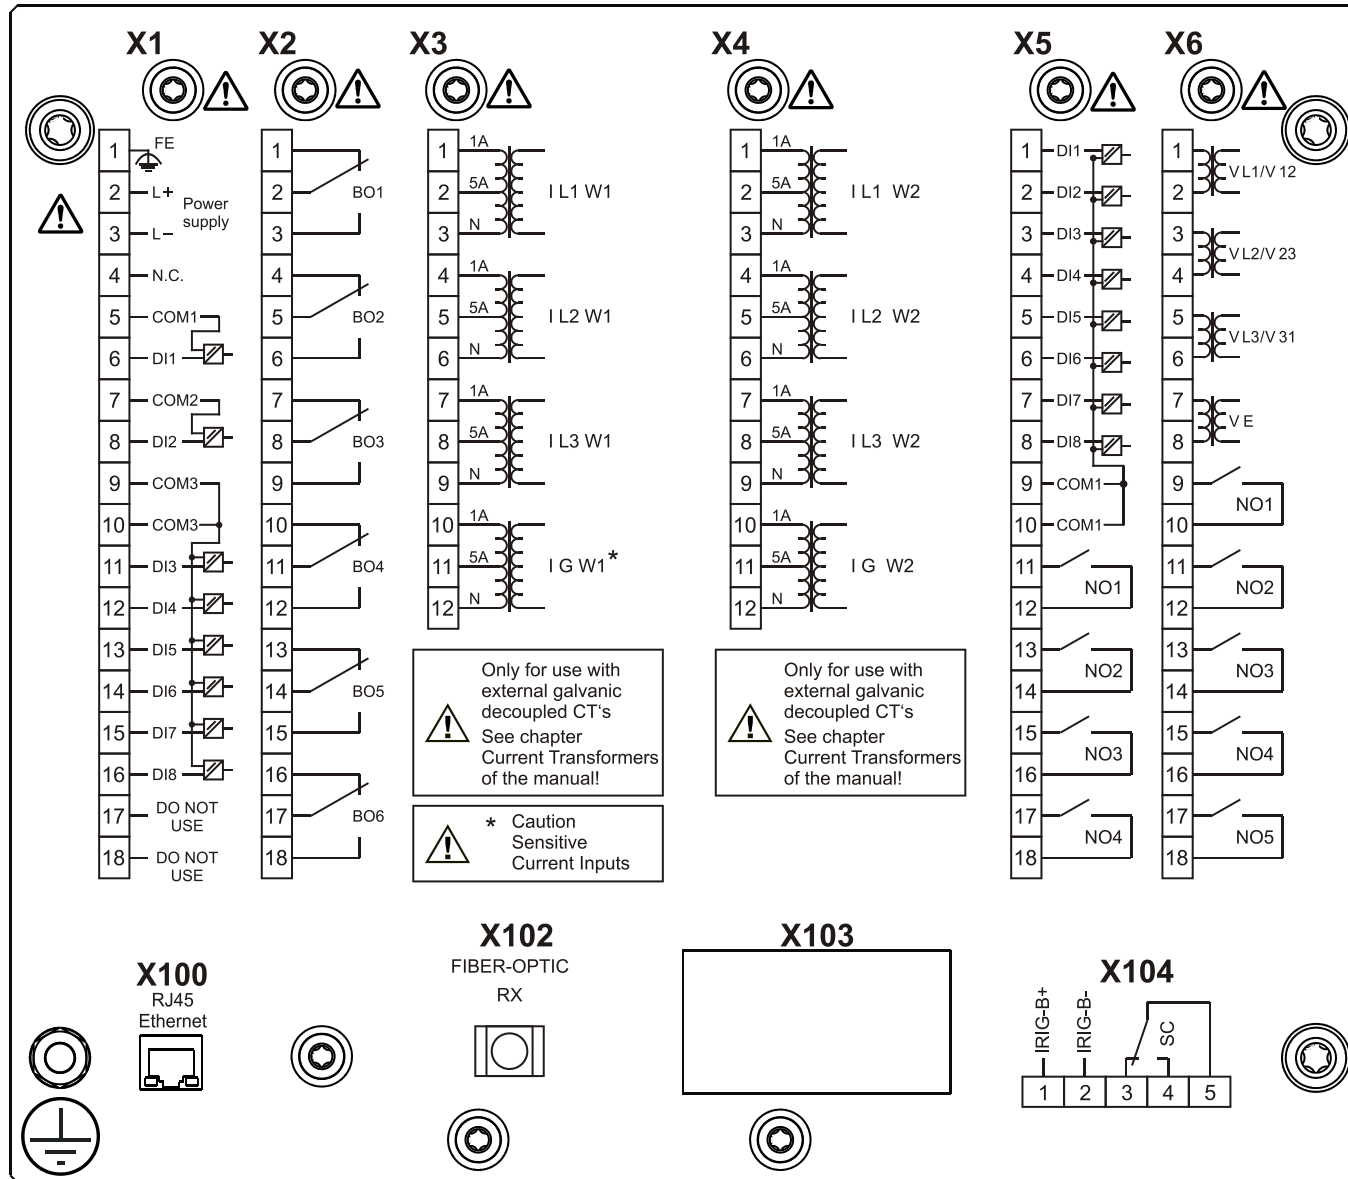 X1
1 FE
2 L+ Power
supply
3 L−
4 N.C.
5 COM1
6 DI1
7 COM2
8 DI2
9 COM3
10 COM3
11 DI3
12 DI4
13 DI5
14 DI6
15 DI7
16 DI8
17 DO NOT
USE
18 DO NOT
USE
X2
1
2 BO1
3
4
5 BO2
6
7
8 BO3
9
10
11 BO4
12
13
14 BO5
15
16
17 BO6
18
X3
1 1A
2 5A I L1 W1
3 N
4 1A
5 5A I L2 W1
6 N
7 1A
8 5A I L3 W1
9 N
10 1A
11 5A I G W1*
12 N
Only for use with
external galvanic
decoupled CT‘s
See chapter
Current Transformers
of the manual!
* Caution
Sensitive
Current Inputs
X4
1 1A
2 5A I L1 W2
3 N
4 1A
5 5A I L2 W2
6 N
7 1A
8 5A I L3 W2
9 N
10 1A
11 5A I G W2
12 N
Only for use with
external galvanic
decoupled CT‘s
See chapter
Current Transformers
of the manual!
X5
1 DI1
2 DI2
3 DI3
4 DI4
5 DI5
6 DI6
7 DI7
8 DI8
9 COM1
10 COM1
11
NO1
12
13
NO2
14
15
NO3
16
17
NO4
18
X6
1
VL1/V 12
2
3
VL2/V 23
4
5
VL3/V 31
6
7
V E
8
9
NO1
10
11
NO2
12
13
NO3
14
15
NO4
16
17
NO5
18
X100
RJ45
Ethernet
X102
FIBER-OPTIC
RX
X103
X104
IRIG-B+
IRIG-B-
SC
1 2 3 4 5